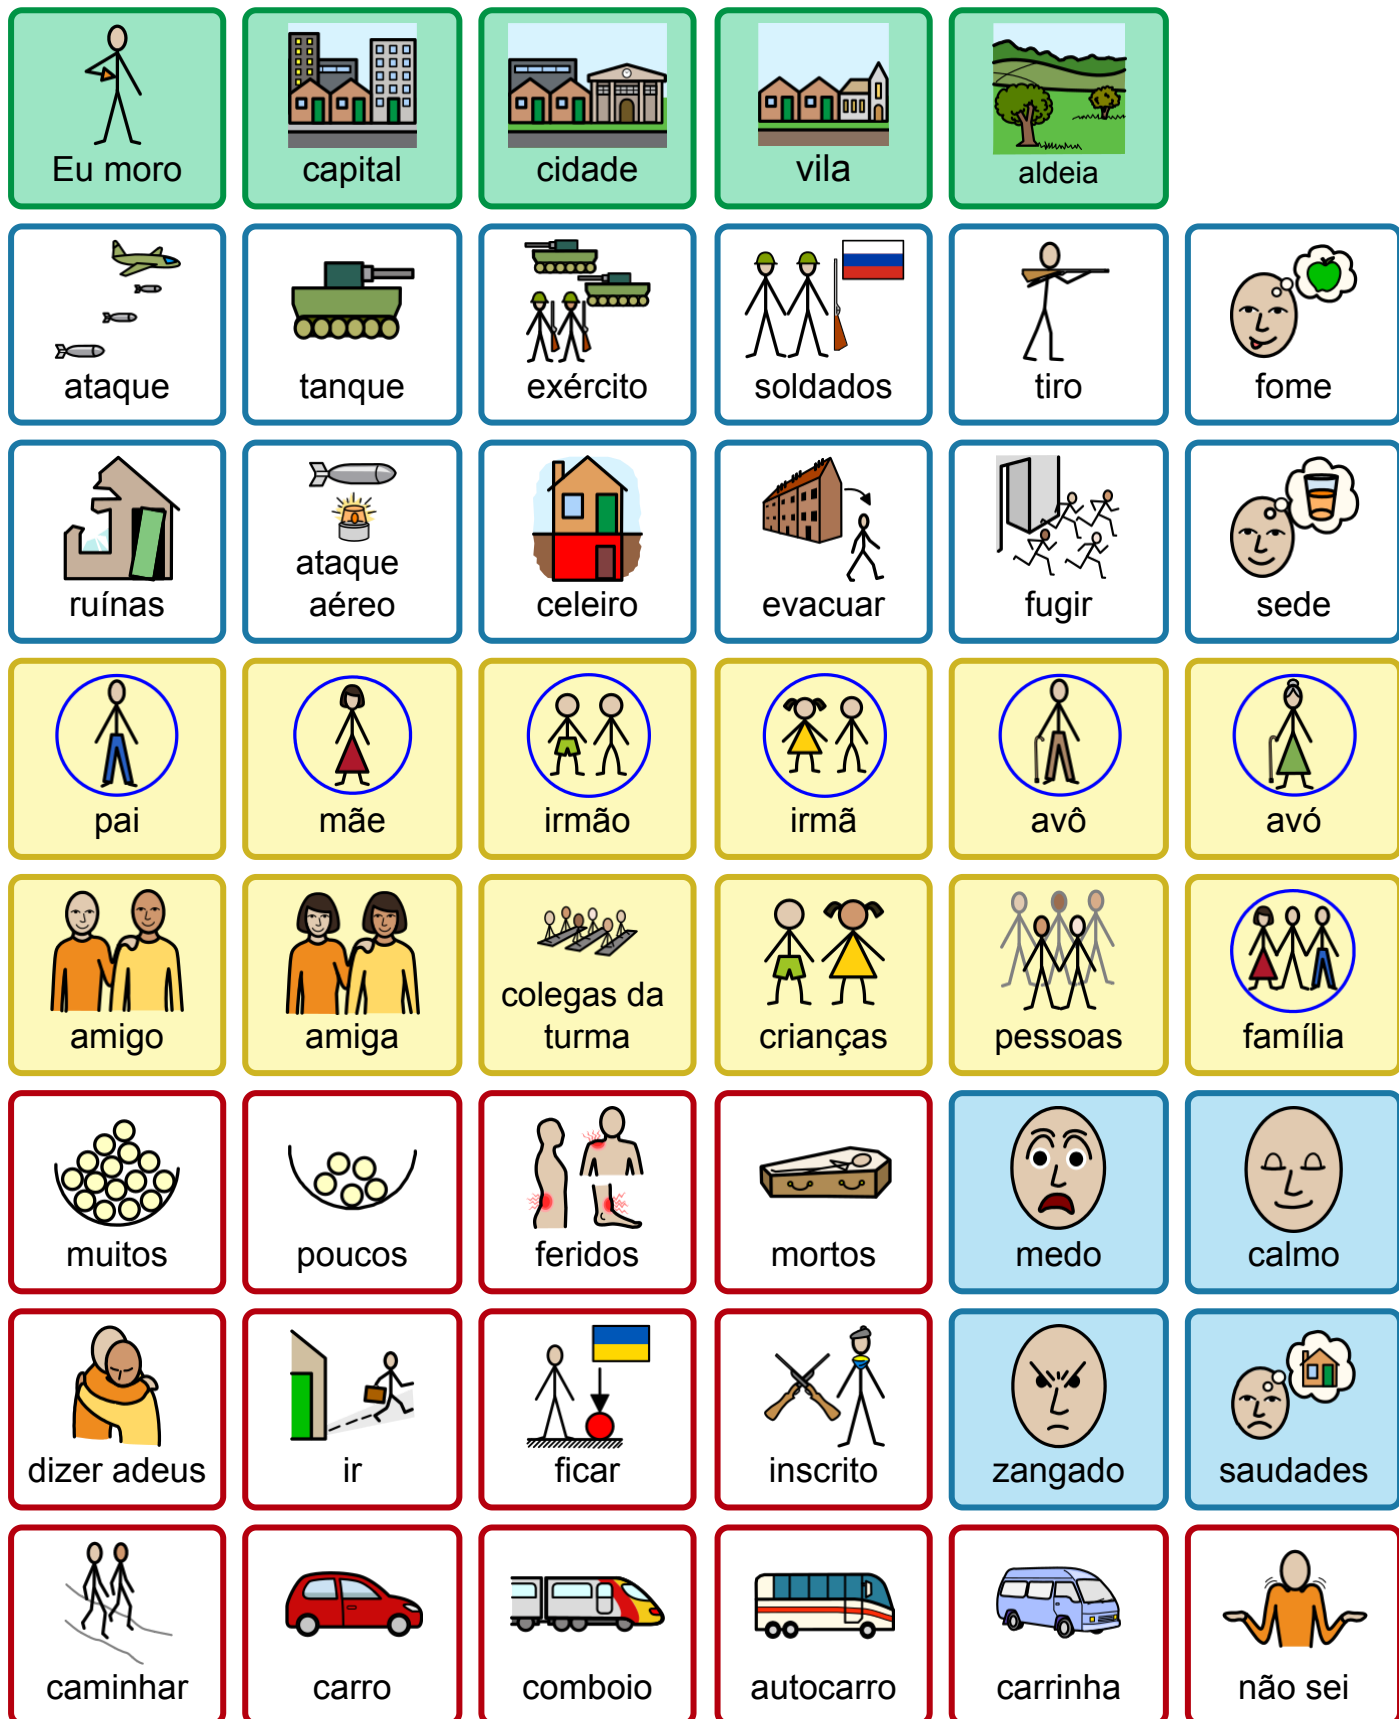 Eu moro
capital
cidade
vila
aldeia
ataque
tanque
exército
soldados
tiro
fome
ruínas
ataque
aéreo
celeiro
evacuar
fugir
sede
pai
mãe
irmão
irmã
avô
avó
amigo
amiga
colegas da
turma
crianças
pessoas
família
muitos
poucos
feridos
mortos
medo
calmo
dizer adeus
ir
ficar
inscrito
zangado
saudades
caminhar
carro
comboio
autocarro
carrinha
não sei